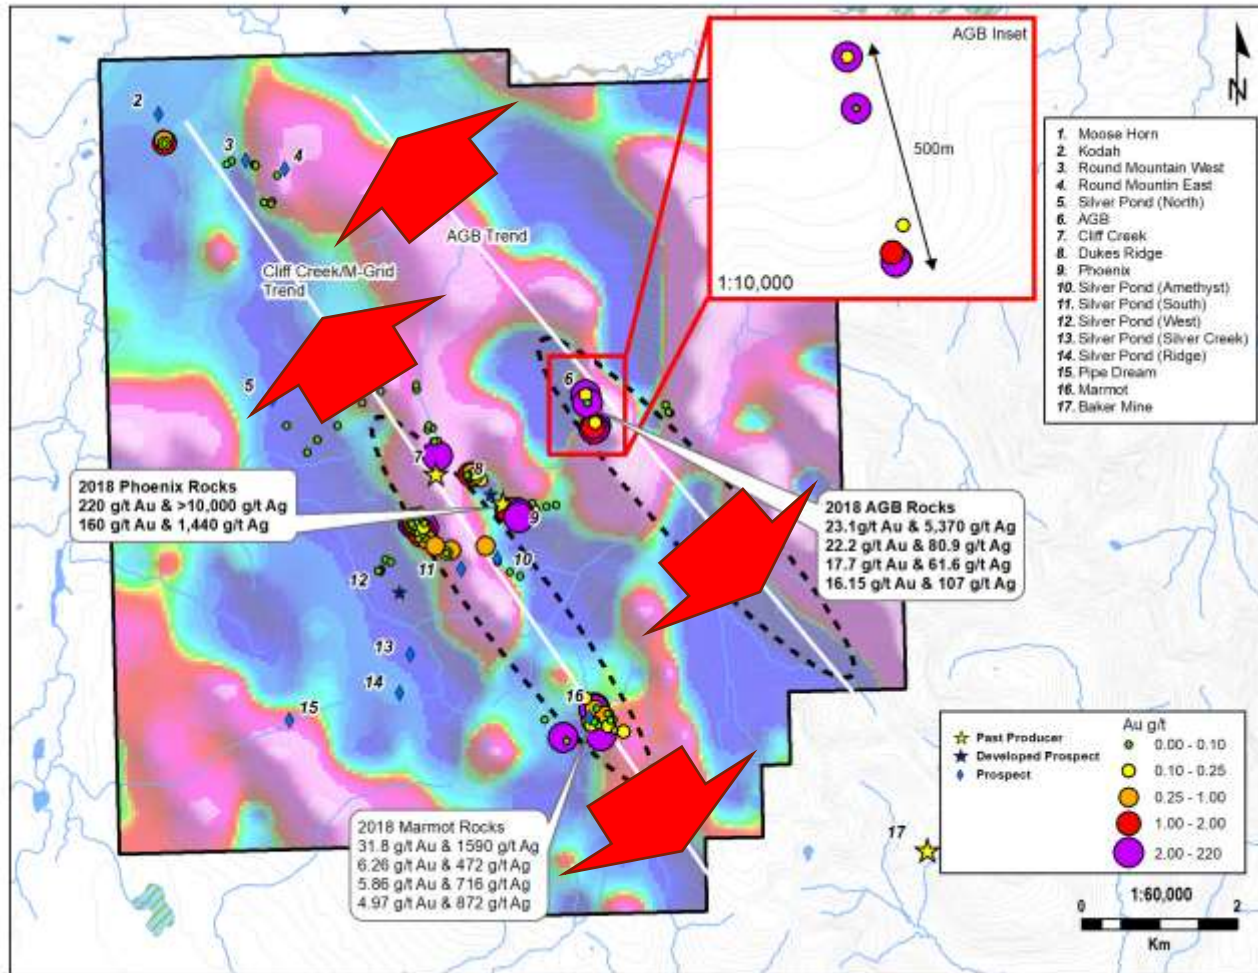 AGB Inset
500m
1:10,000
N
1. Moose Horn
2. Kodah
3. Round Mountain West
4. Round Mountin East
5. Silver Pond (North)
6. AGB
7. Cliff Creek
8. Dukes Ridge
9. Phoenix
10. Silver Pond (Amethyst)
11. Silver Pond (South)
12. Silver Pond (West)
13. Silver Pond (Silver Creek)
14. Silver Pond (Ridge)
15. Pipe Dream
16. Marmot
17. Baker Mine
2
3
4
AGB Trend
Cliff Creek/M-Grid
Trend
5
6
7
8
9
10
11
12
13
14
15
16
17
2018 Phoenix Rocks
220 g/t Au & >10,000 g/t Ag
160 g/t Au & 1,440 g/t Ag
2018 AGB Rocks
23.1g/t Au & 5,370 g/t Ag
22.2 g/t Au & 80.9 g/t Ag
17.7 g/t Au & 61.6 g/t Ag
16.15 g/t Au & 107 g/t Ag
2018 Marmot Rocks
31.8 g/t Au & 1590 g/t Ag
6.26 g/t Au & 472 g/t Ag
5.86 g/t Au & 716 g/t Ag
4.97 g/t Au & 872 g/t Ag
Past Producer
Developed Prospect
Prospect
Au g/t
0.00 - 0.10
0.10 - 0.25
0.25 - 1.00
1.00 - 2.00
2.00 - 220
1:60,000
0 2
Km